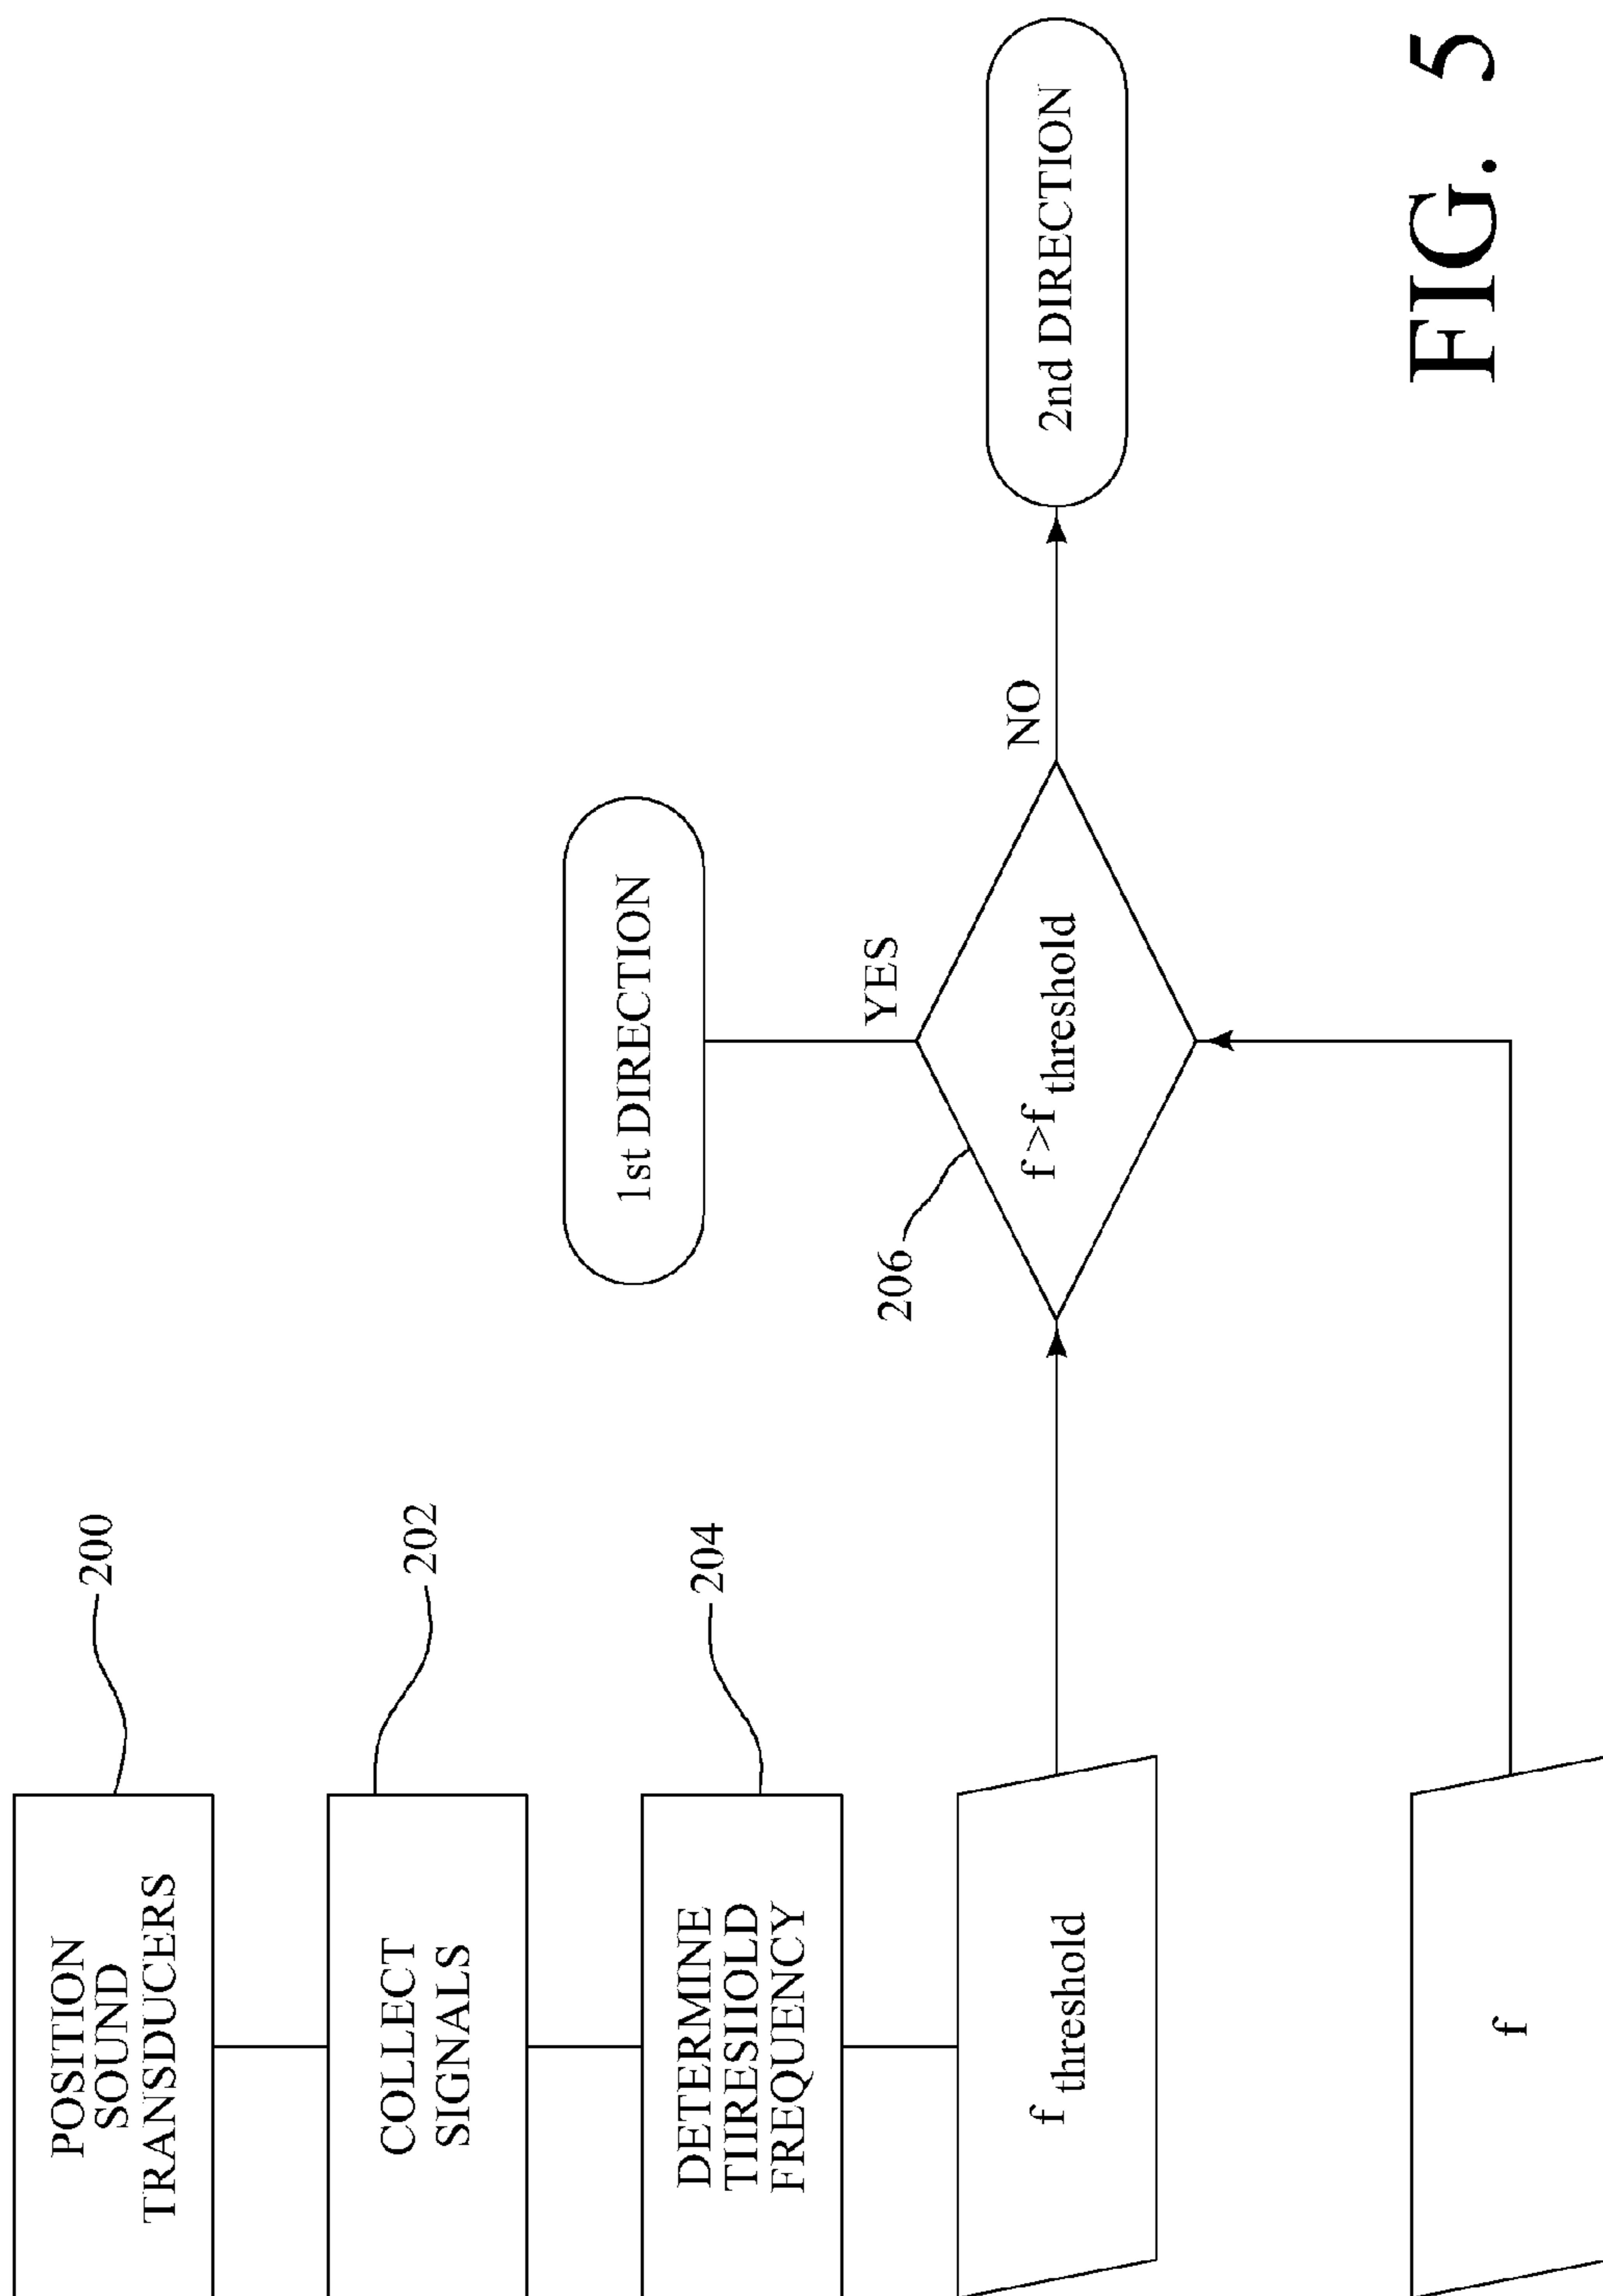 POSITION
SOUND
TRANSDUCERS
200
COLLECT
SIGNALS
202
DETERMINE
TIIRESIIOLD
FREQUENCY
204
f threshold
206
f >f threshold
YES
1st DIRECTION
NO
2nd DIRECTION
f
FIG. 5